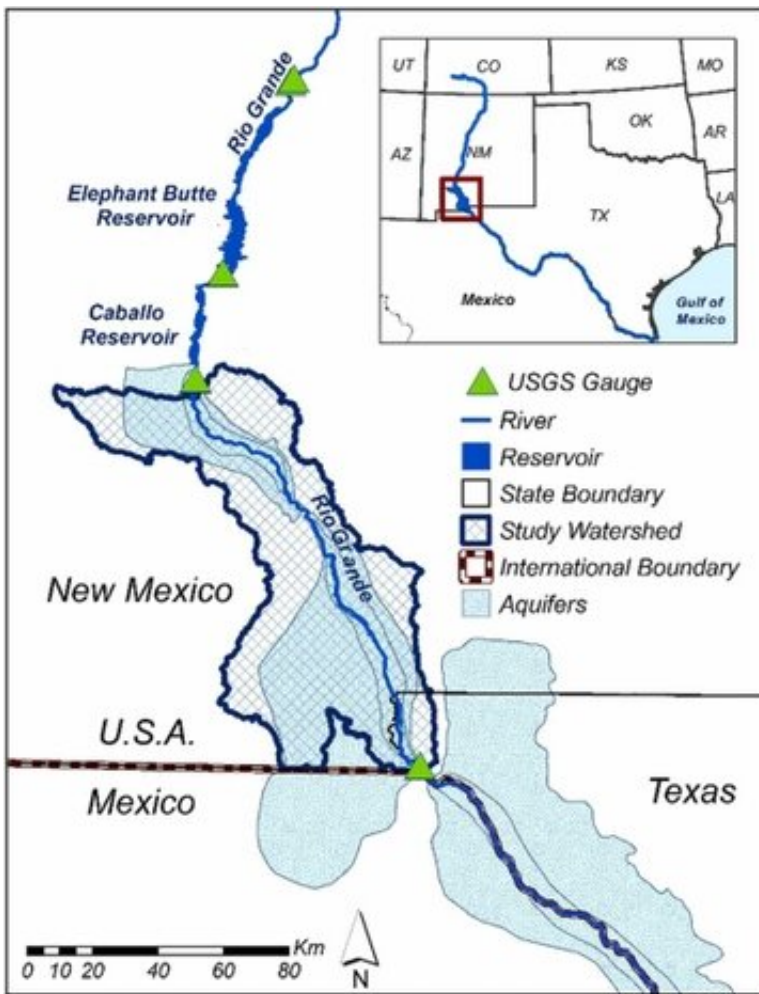 Rio Grande
Elephant Butte
Reservoir
Caballo
Reservoir
UT
CO
KS
MO
AZ
NM
OK
AR
TX
LA
Mexico
Gulf of
Mexico
USGS Gauge
River
Reservoir
State Boundary
Study Watershed
International Boundary
Aquifers
Rio Grande
New Mexico
U.S.A.
Mexico
Texas
Km
0 10 20 40 60 80
N